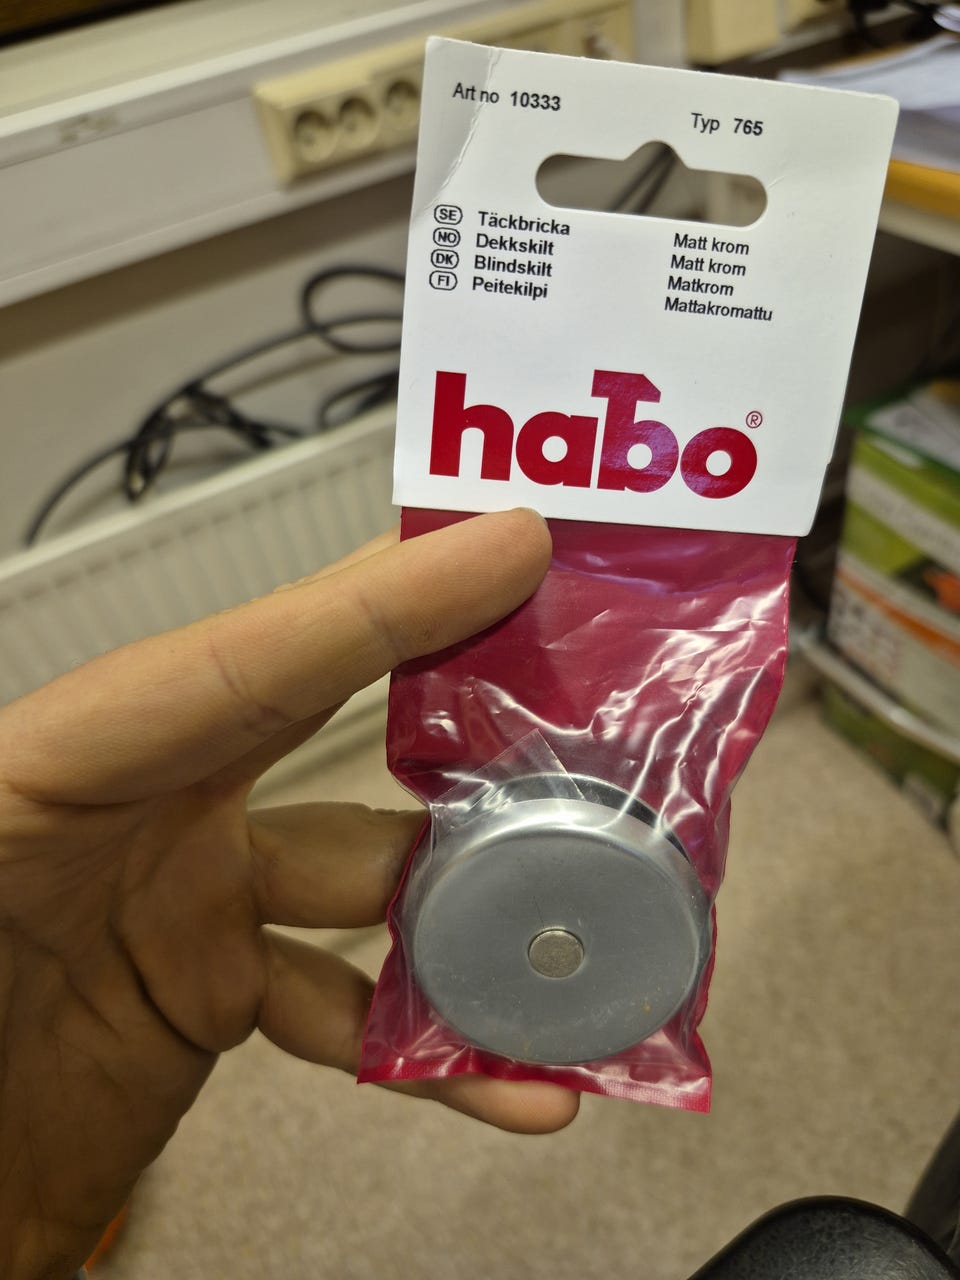 Art no 10333
Typ 765
SE Täckbricka Matt krom
NO Dekkskilt Matt krom
DK Blindskilt Matkrom
FI Peitekilpi Mattakromattu
habo®